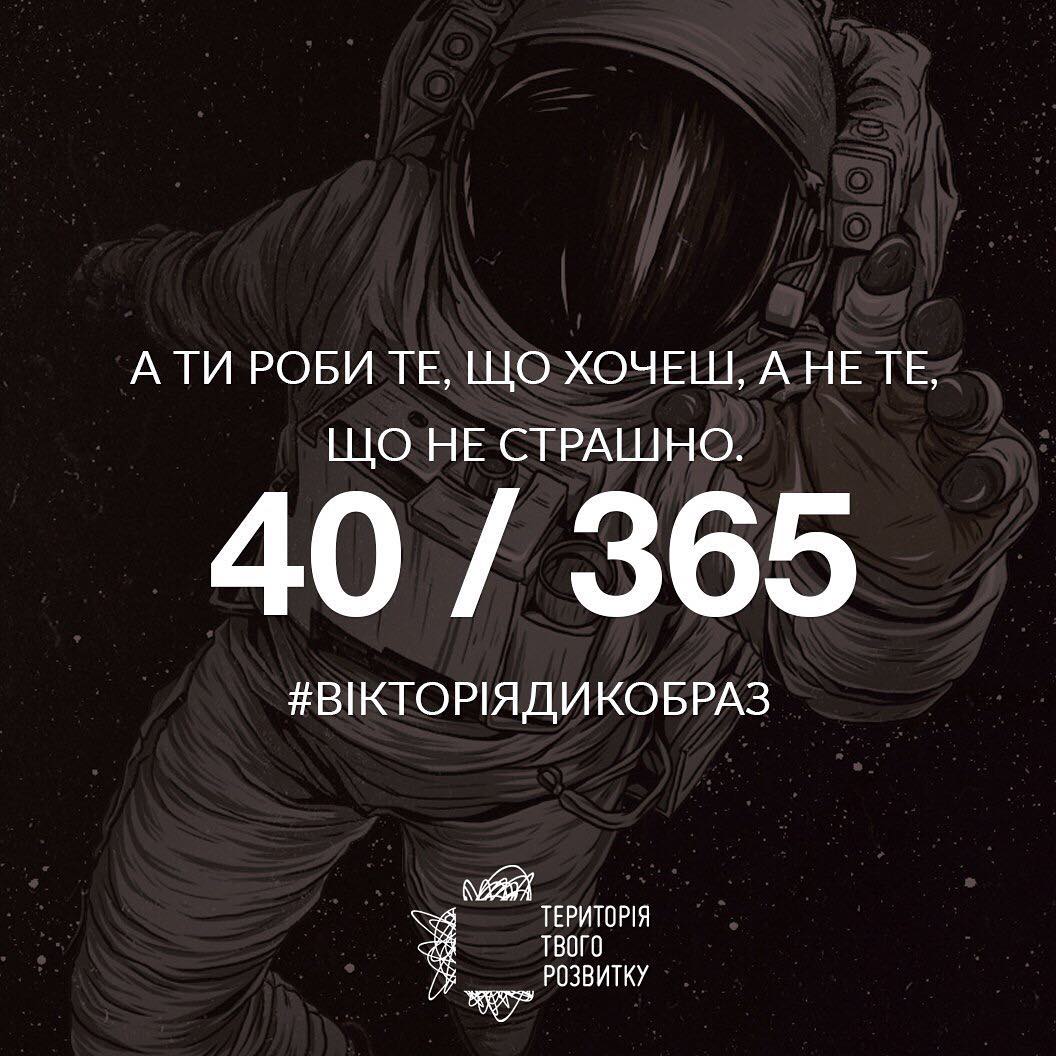 А ТИ РОБИ ТЕ, ЩО ХОЧЕШ, А НЕ ТЕ,
ЩО НЕ СТРАШНО.
40 / 365
#ВІКТОРІЯДИКОБРАЗ
ТЕРИТОРІЯ
ТВОГО
РОЗВИТКУ